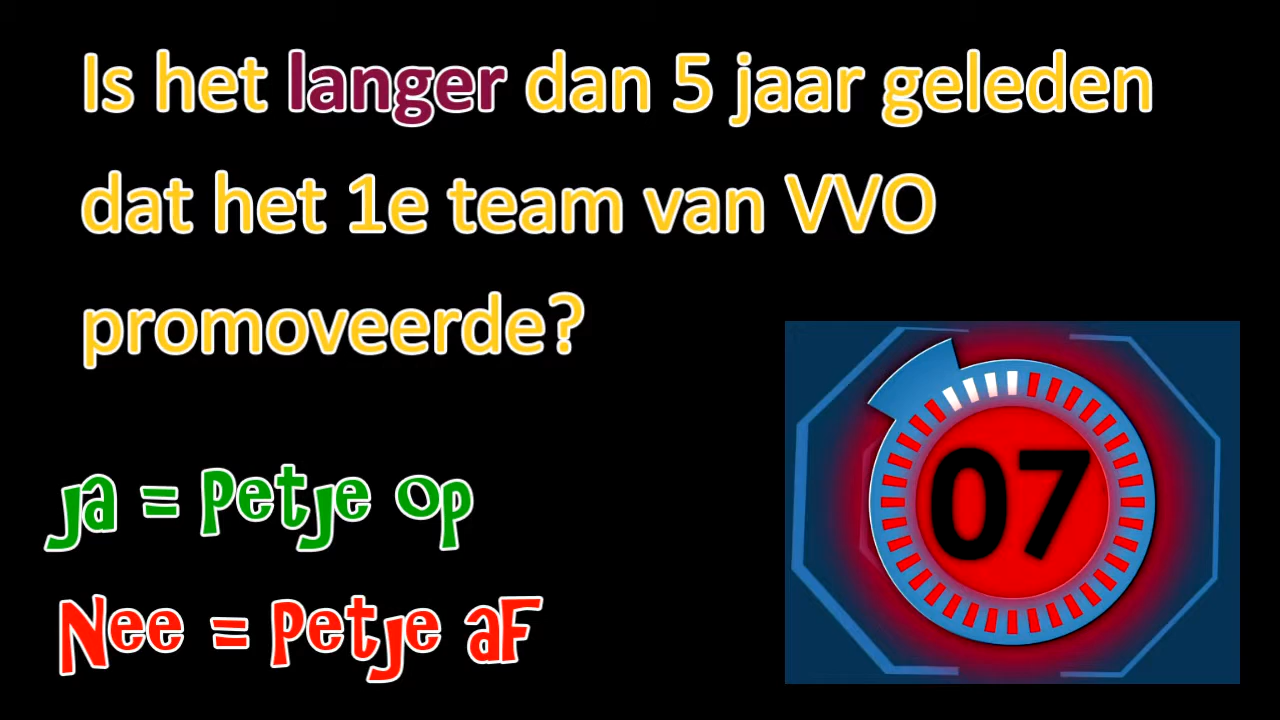 Is het langer dan 5 jaar geleden
dat het 1e team van VVO
promoveerde?
Ja = Petje op
Nee = Petje aF
07